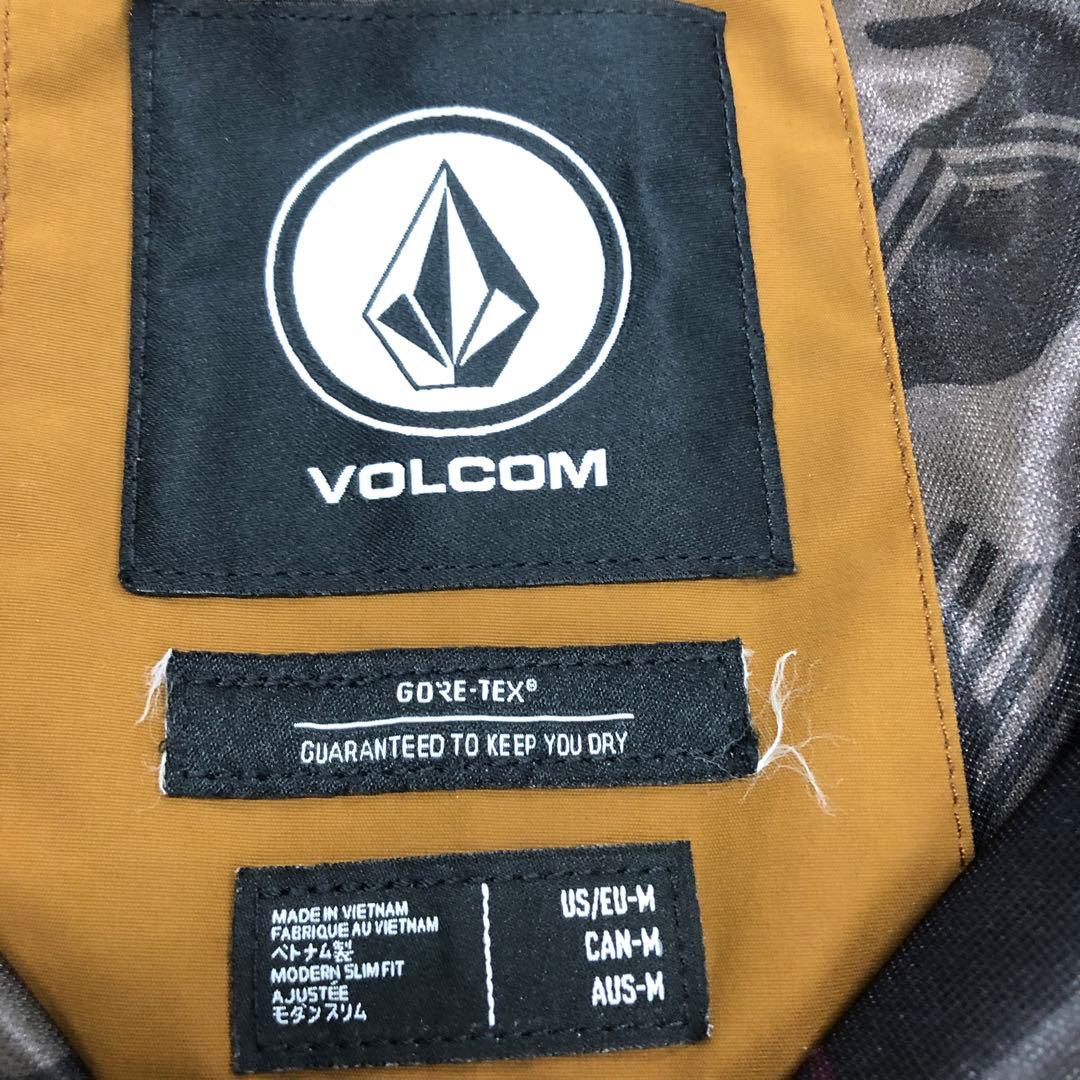 VOLCOM
GORE-TEX®
GUARANTEED TO KEEP YOU DRY
MADE IN VIETNAM
FABRIQUE AU VIETNAM
ベトナム製
MODERN SLIM FIT
AJUSTÉE
モダンスリム
US/EU-M
CAN-M
AUS-M